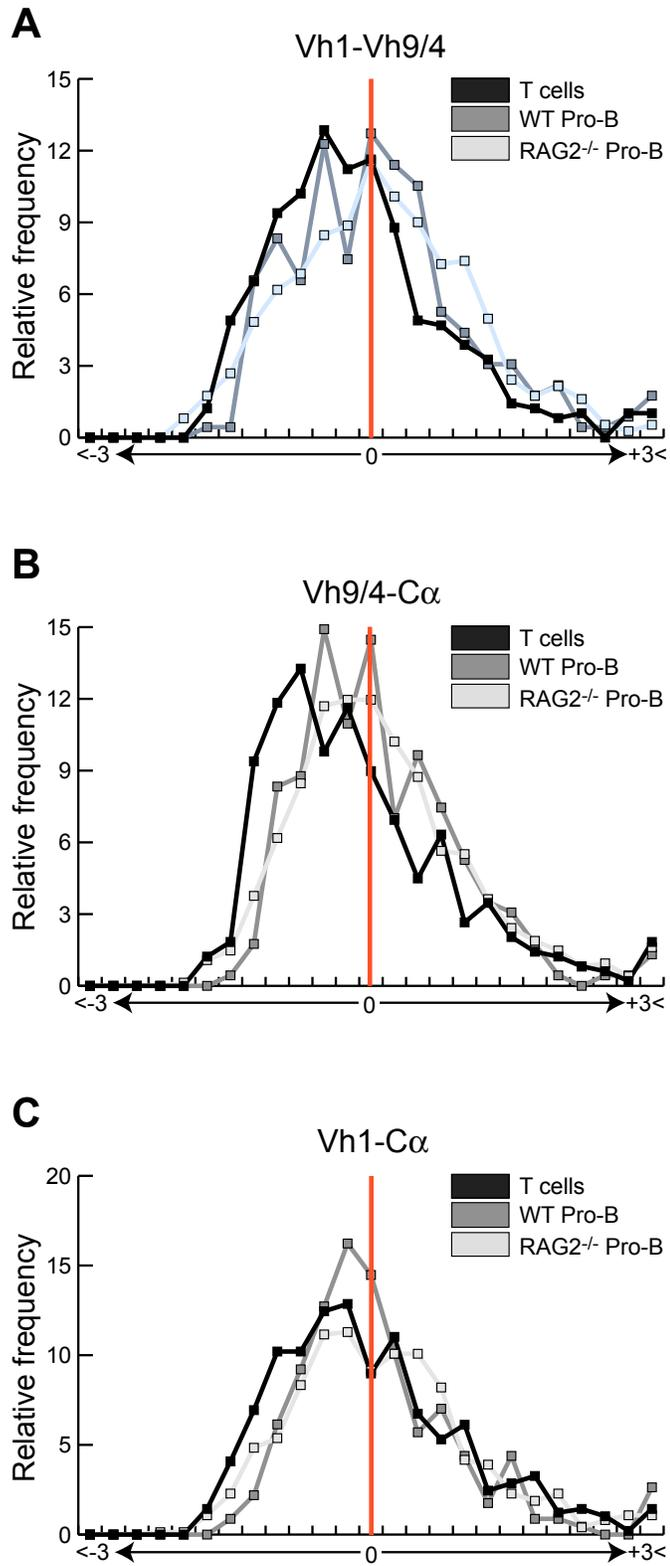 A
Vh1-Vh9/4
T cells
WT Pro-B
RAG2-/- Pro-B
Relative frequency
15
12
9
6
3
0
<-3
0
+3<
B
Vh9/4-Cα
T cells
WT Pro-B
RAG2-/- Pro-B
Relative frequency
15
12
9
6
3
0
<-3
0
+3<
C
Vh1-Cα
T cells
WT Pro-B
RAG2-/- Pro-B
Relative frequency
20
15
10
5
0
<-3
0
+3<